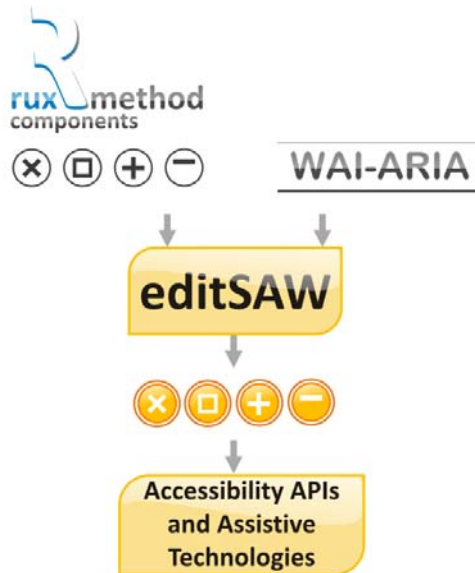 rux method
components
WAI-ARIA
editSAW
Accessibility APIs
and Assistive
Technologies